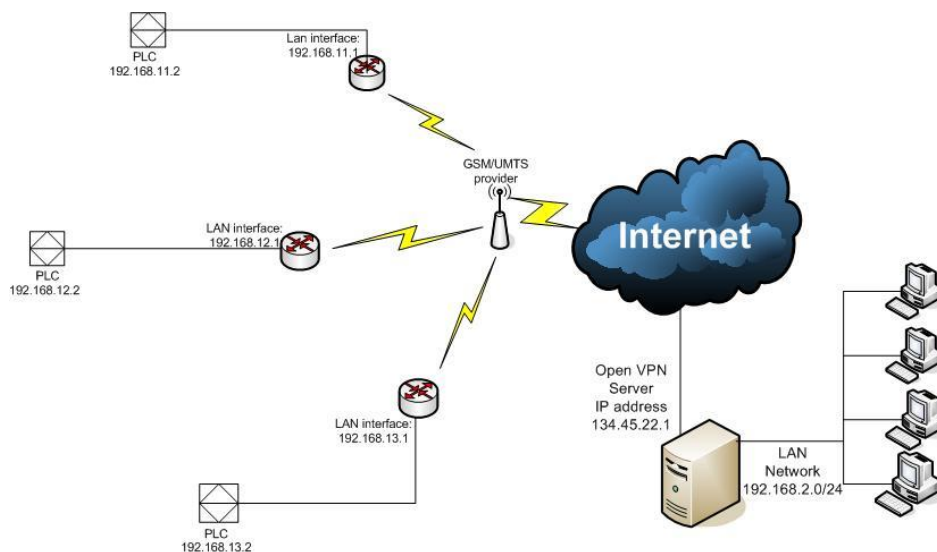 Lan interface:
192.168.11.1
PLC
192.168.11.2
GSM/UMTS
provider
LAN interface:
192.168.12.1
PLC
192.168.12.2
Internet
LAN interface:
192.168.13.1
PLC
192.168.13.2
Open VPN
Server
IP address
134.45.22.1
LAN
Network
192.168.2.0/24